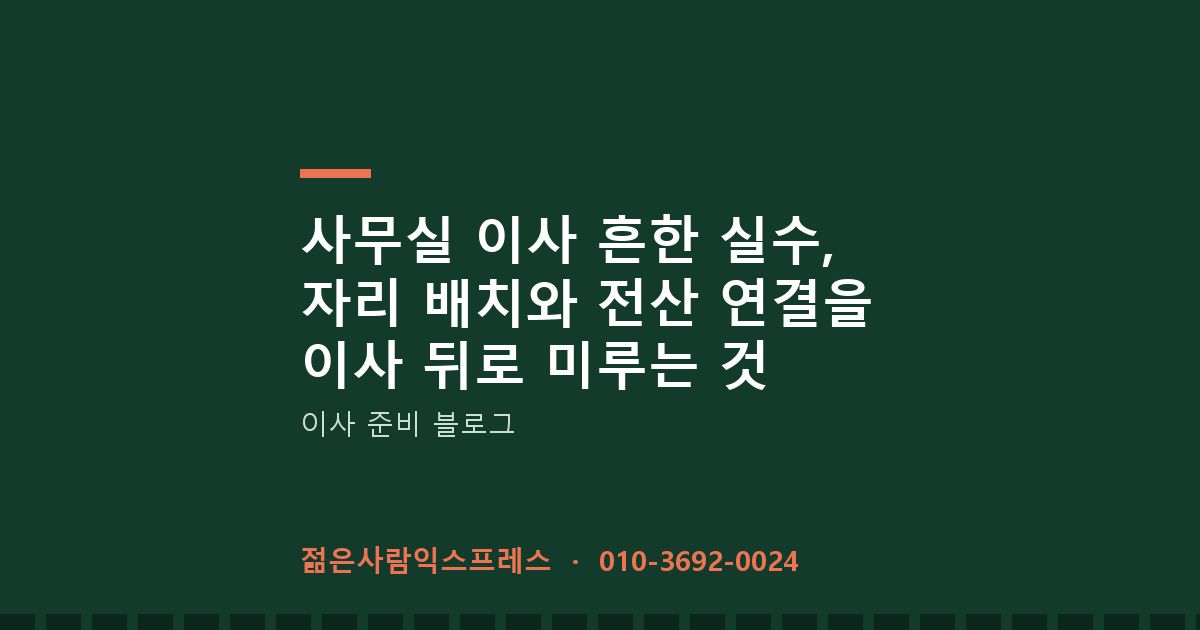 사무실 이사 흔한 실수,
자리 배치와 전산 연결을
이사 뒤로 미루는 것
이사 준비 블로그
젊은사람익스프레스 · 010-3692-0024